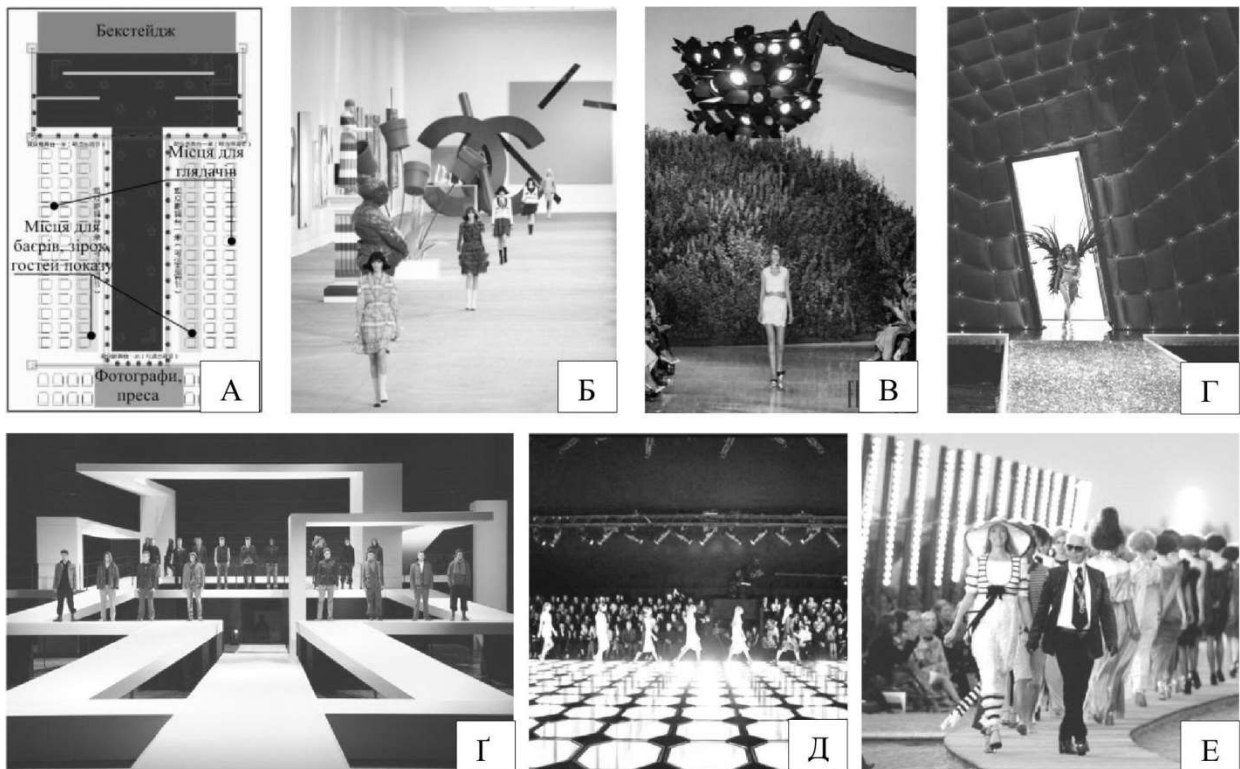 Бекстейдж
Місця для
глядачів
Місця для
баєрів, зірок,
гостей показу
Фотографи,
преса
А
Б
В
Г
Ґ
Д
Е